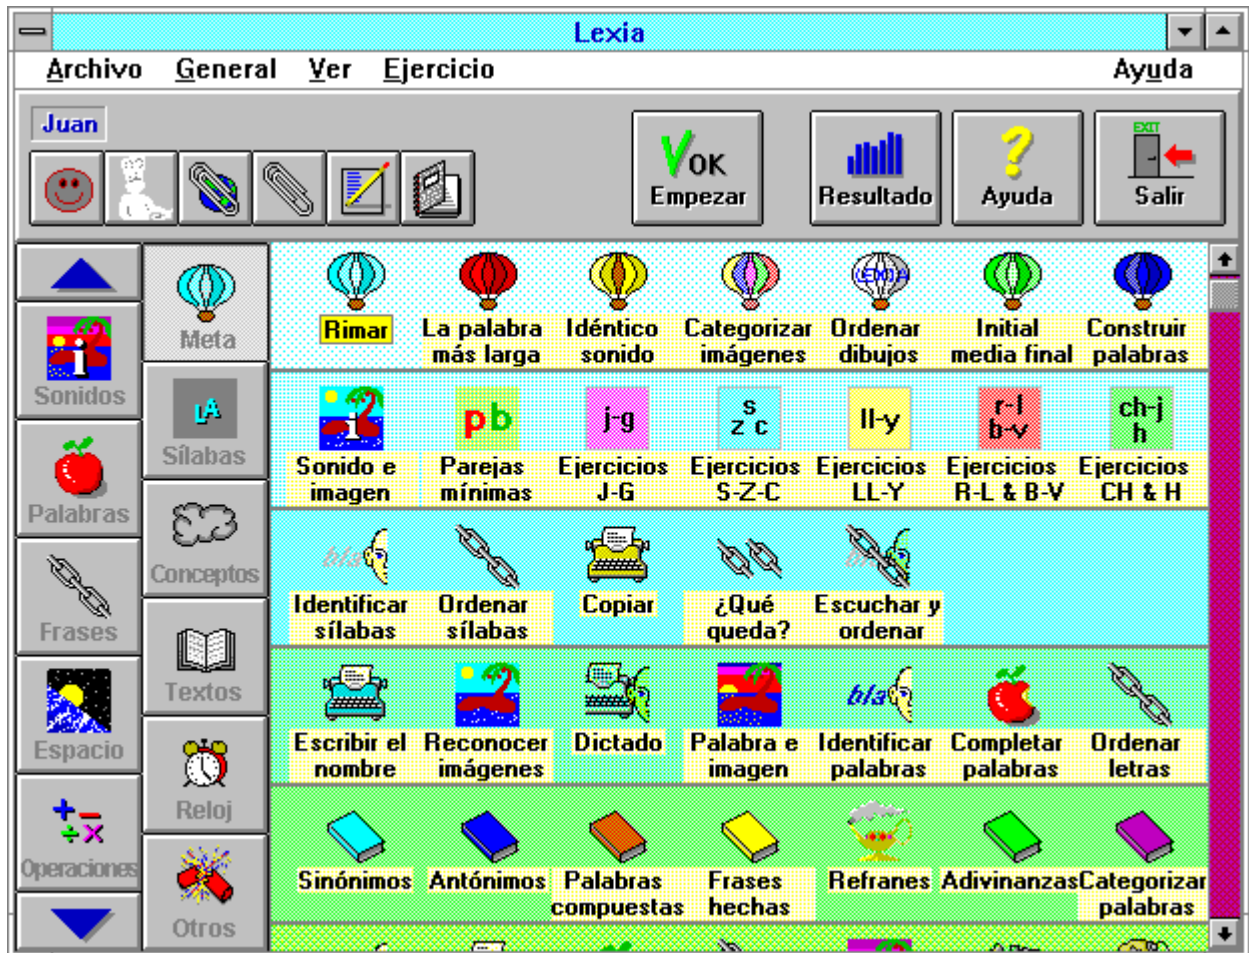 Lexia
Archivo General Ver Ejercicio Ayuda
Juan
OK
Empezar
Resultado
?
Ayuda
EXIT
Salir
Sonidos
Palabras
Frases
Espacio
Operaciones
Meta
LA
Sílabas
Conceptos
Textos
Reloj
Otros
LEXIA
Rimar
La palabra
más larga
Idéntico
sonido
Categorizar
imágenes
Ordenar
dibujos
Initial
media final
Construir
palabras
i
Sonido e
imagen
pb
Parejas
mínimas
j-g
Ejercicios
J-G
s
z c
Ejercicios
S-Z-C
ll-y
Ejercicios
LL-Y
r-l
b-v
Ejercicios
R-L & B-V
ch-j
h
Ejercicios
CH & H
bla
Identificar
sílabas
Ordenar
sílabas
Copiar
¿Qué
queda?
Escuchar y
ordenar
Escribir el
nombre
Reconocer
imágenes
Dictado
Palabra e
imagen
bla
Identificar
palabras
Completar
palabras
Ordenar
letras
Sinónimos
Antónimos
Palabras
compuestas
Frases
hechas
Refranes
Adivinanzas
Categorizar
palabras